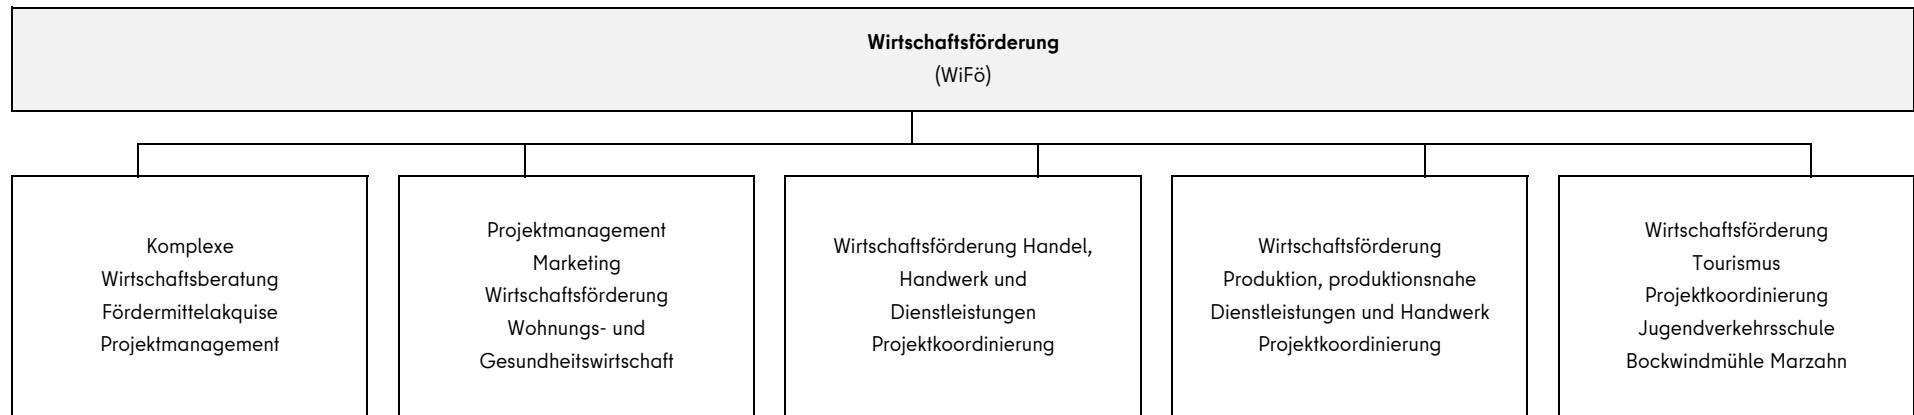 Wirtschaftsförderung
(WiFö)
Komplexe
Wirtschaftsberatung
Fördermittelakquise
Projektmanagement
Projektmanagement
Marketing
Wirtschaftsförderung
Wohnungs- und
Gesundheitswirtschaft
Wirtschaftsförderung Handel,
Handwerk und
Dienstleistungen
Projektkoordinierung
Wirtschaftsförderung
Produktion, produktionsnahe
Dienstleistungen und Handwerk
Projektkoordinierung
Wirtschaftsförderung
Tourismus
Projektkoordinierung
Jugendverkehrsschule
Bockwindmühle Marzahn